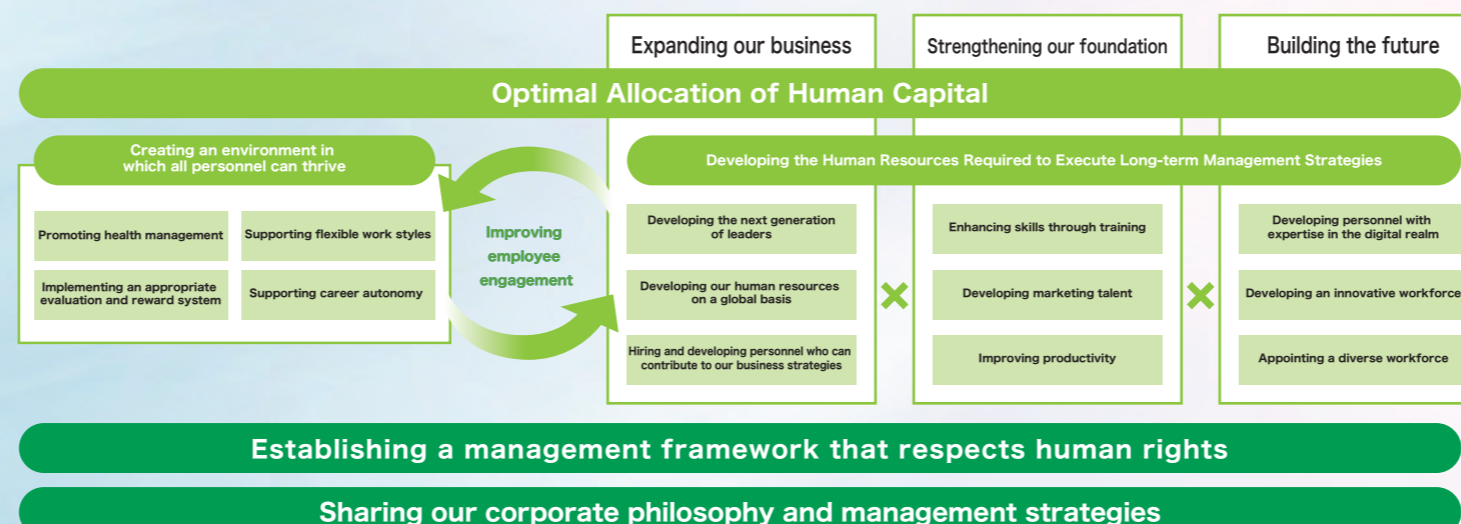 Expanding our business
Strengthening our foundation
Building the future
Optimal Allocation of Human Capital
Creating an environment in
which all personnel can thrive
Promoting health management
Supporting flexible work styles
Implementing an appropriate
evaluation and reward system
Supporting career autonomy
Improving
employee
engagement
Developing the Human Resources Required to Execute Long-term Management Strategies
Developing the next generation
of leaders
Developing our human resources
on a global basis
Hiring and developing personnel who can
contribute to our business strategies
×
Enhancing skills through training
Developing marketing talent
Improving productivity
×
Developing personnel with
expertise in the digital realm
Developing an innovative workforce
Appointing a diverse workforce
Establishing a management framework that respects human rights
Sharing our corporate philosophy and management strategies